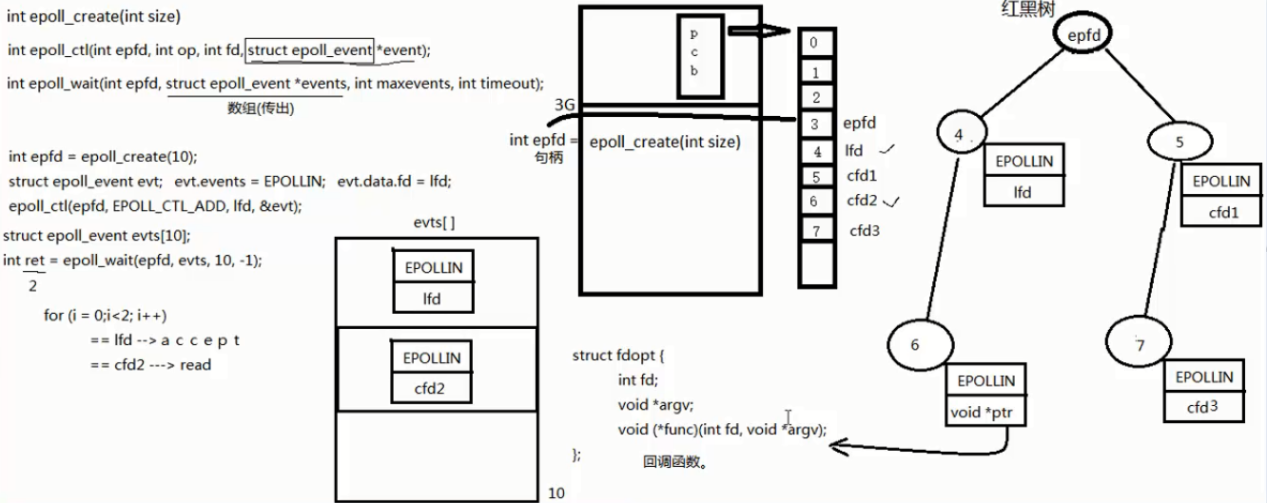 int epoll_create(int size)
int epoll_ctl(int epfd, int op, int fd, struct epoll_event *event);
int epoll_wait(int epfd, struct epoll_event *events, int maxevents, int timeout);
数组(传出)
int epfd = epoll_create(10);
struct epoll_event evt; evt.events = EPOLLIN; evt.data.fd = lfd;
epoll_ctl(epfd, EPOLL_CTL_ADD, lfd, &evt);
struct epoll_event evts[10];
int ret = epoll_wait(epfd, evts, 10, -1);
2
for (i = 0;i<2; i++)
== lfd --> a c c e p t
== cfd2 ---> read
evts[ ]
EPOLLIN
lfd
EPOLLIN
cfd2
10
p
c
b
3G
int epfd = epoll_create(int size)
句柄
0
1
2
3 epfd
4 lfd
5 cfd1
6 cfd2
7 cfd3
struct fdopt {
int fd;
void *argv;
void (*func)(int fd, void *argv);
};
回调函数。
红黑树
epfd
4
EPOLLIN
lfd
5
EPOLLIN
cfd1
6
EPOLLIN
void *ptr
7
EPOLLIN
cfd3